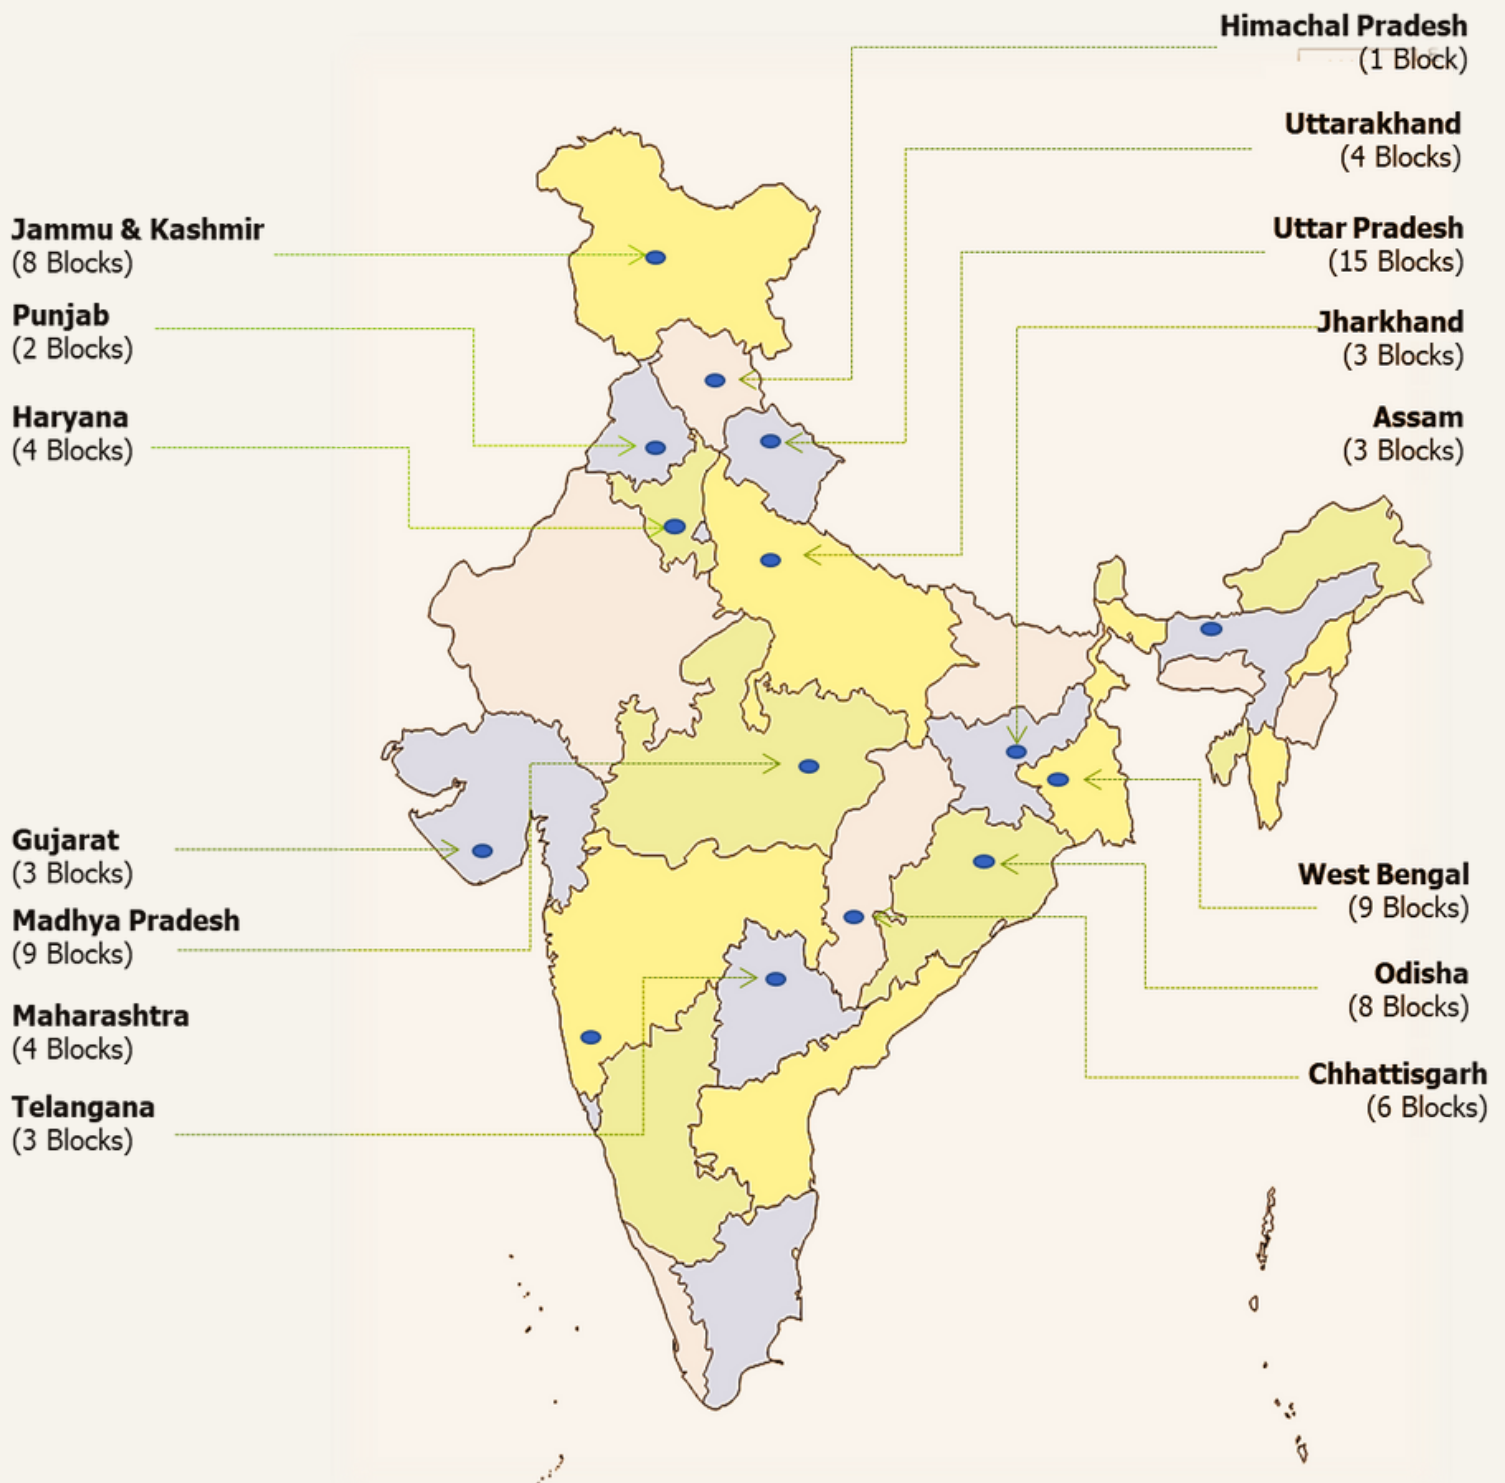 Himachal Pradesh
(1 Block)
Uttarakhand
(4 Blocks)
Jammu & Kashmir
(8 Blocks)
Uttar Pradesh
(15 Blocks)
Punjab
(2 Blocks)
Jharkhand
(3 Blocks)
Haryana
(4 Blocks)
Assam
(3 Blocks)
Gujarat
(3 Blocks)
West Bengal
(9 Blocks)
Madhya Pradesh
(9 Blocks)
Odisha
(8 Blocks)
Maharashtra
(4 Blocks)
Chhattisgarh
(6 Blocks)
Telangana
(3 Blocks)